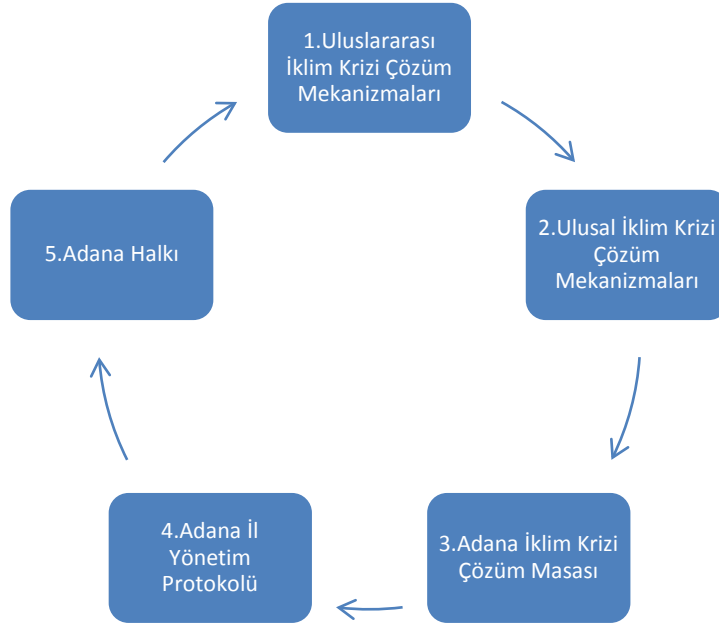 1.Uluslararası
İklim Krizi Çözüm
Mekanizmaları
2.Ulusal İklim Krizi
Çözüm
Mekanizmaları
3.Adana İklim Krizi
Çözüm Masası
4.Adana İl
Yönetim
Protokolü
5.Adana Halkı